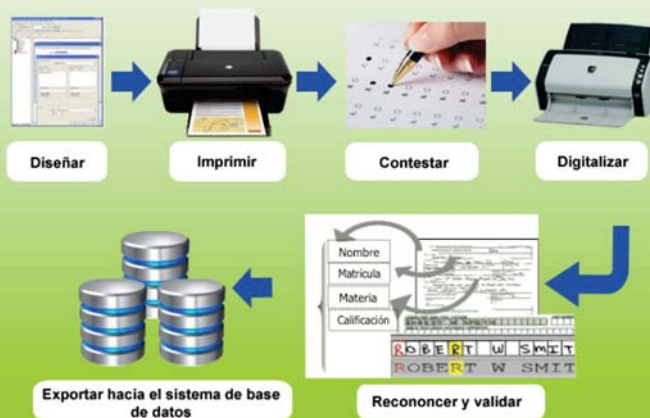 Diseñar
Imprimir
Contestar
Digitalizar
Nombre
Matrícula
Materia
Calificación
ROBERT W SMIT
ROBERT W SMIT
Exportar hacia el sistema de base
de datos
Recononcer y validar